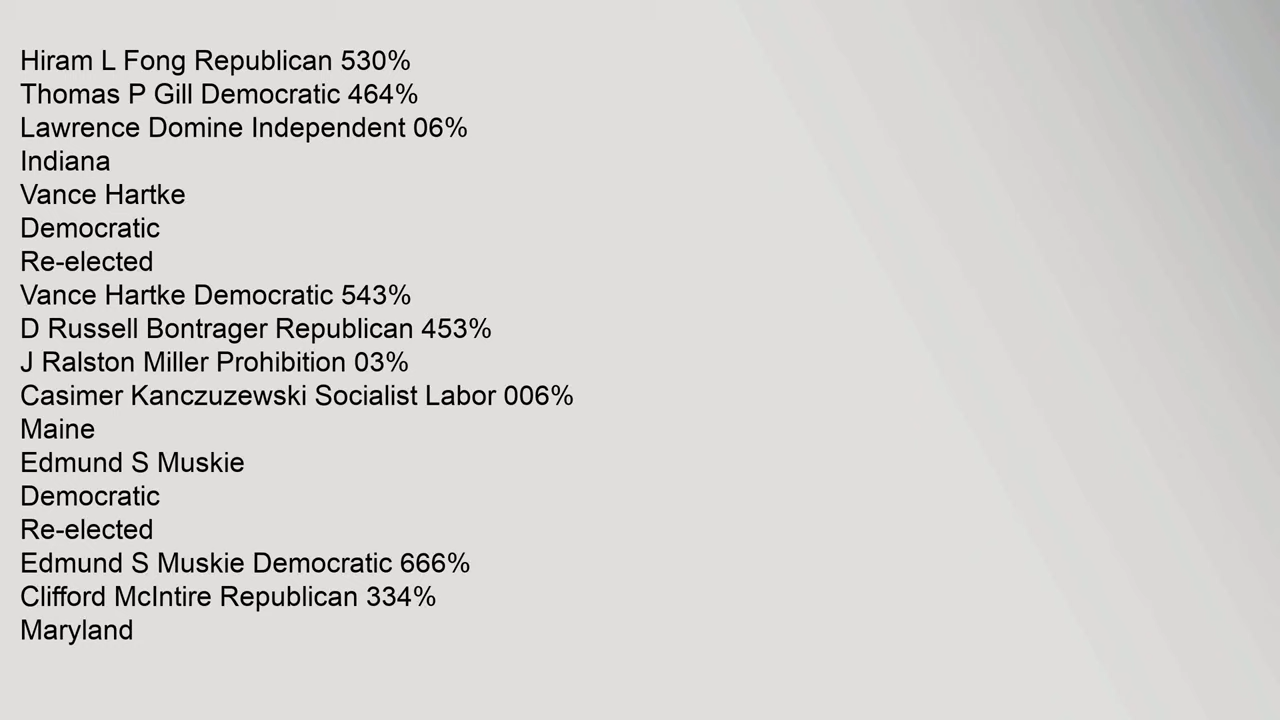 Hiram L Fong Republican 530%
Thomas P Gill Democratic 464%
Lawrence Domine Independent 06%
Indiana
Vance Hartke
Democratic
Re-elected
Vance Hartke Democratic 543%
D Russell Bontrager Republican 453%
J Ralston Miller Prohibition 03%
Casimer Kanczuzewski Socialist Labor 006%
Maine
Edmund S Muskie
Democratic
Re-elected
Edmund S Muskie Democratic 666%
Clifford McIntire Republican 334%
Maryland